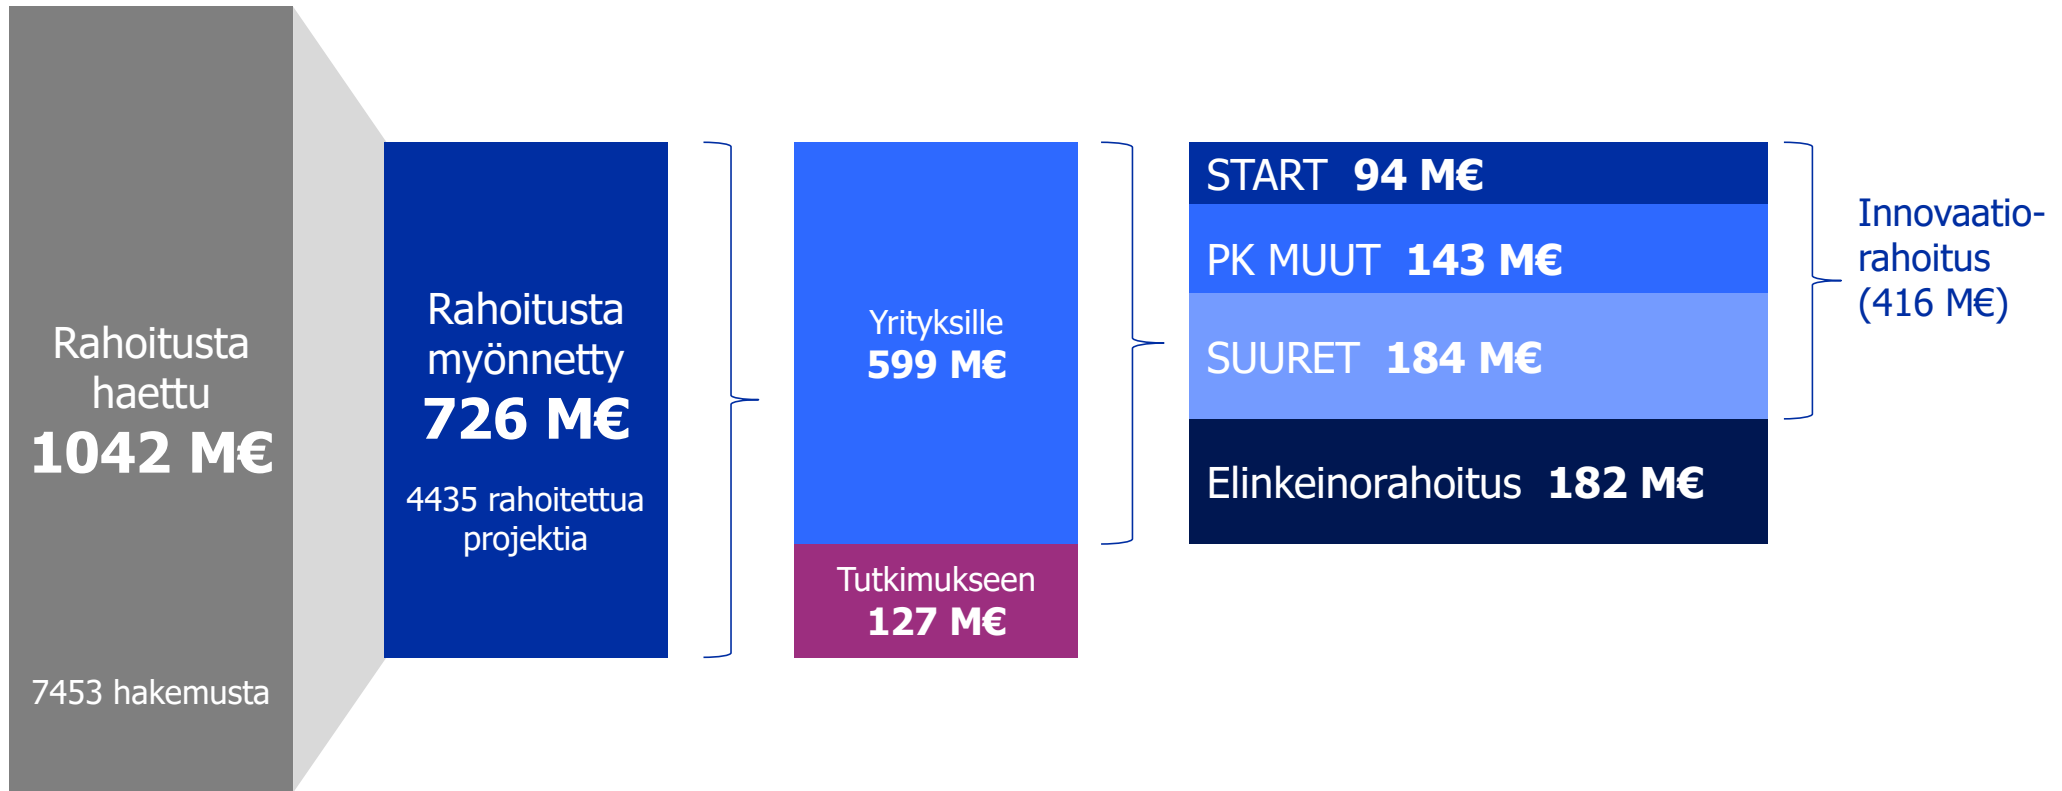 Rahoitusta
haettu
1042 M€
7453 hakemusta
Rahoitusta
myönnetty
726 M€
4435 rahoitettua
projektia
Yrityksille
599 M€
Tutkimukseen
127 M€
START 94 M€
PK MUUT 143 M€
SUURET 184 M€
Elinkeinorahoitus 182 M€
Innovaatio-
rahoitus
(416 M€)